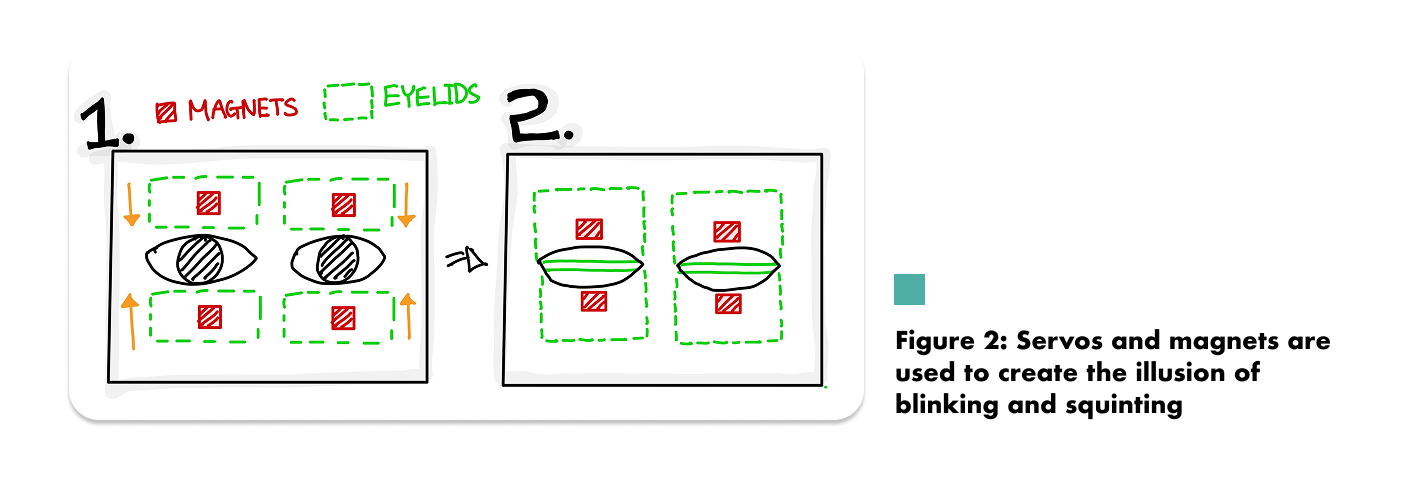 1.
MAGNETS
EYELIDS
2.
Figure 2: Servos and magnets are
used to create the illusion of
blinking and squinting